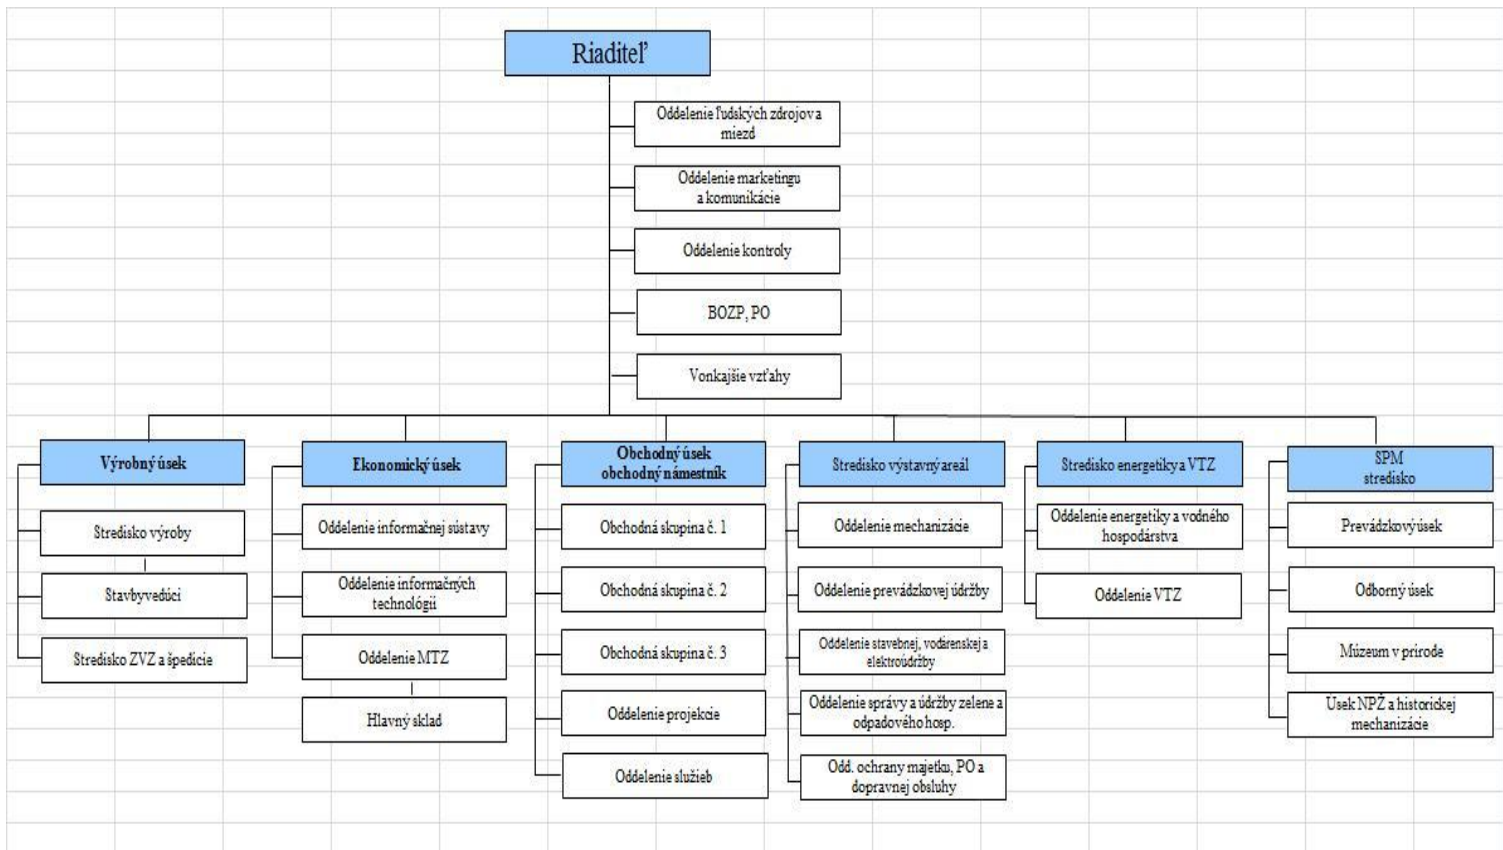 Riaditeľ
Oddelenie ľudských zdrojov a
miezd
Oddelenie marketingu
a komunikácie
Oddelenie kontroly
BOZP, PO
Vonkajšie vzťahy
Výrobný úsek
Stredisko výroby
Stavbyvedúci
Stredisko ZVZ a špedície
Ekonomický úsek
Oddelenie informačnej sústavy
Oddelenie informačných
technológií
Oddelenie MTZ
Hlavný sklad
Obchodný úsek
obchodný námestník
Obchodná skupina č. 1
Obchodná skupina č. 2
Obchodná skupina č. 3
Oddelenie projekcie
Oddelenie služieb
Stredisko výstavný areál
Oddelenie mechanizácie
Oddelenie prevádzkovej údržby
Oddelenie stavebnej, vodárenskej a
elektroúdržby
Oddelenie správy a údržby zelene a
odpadového hosp.
Odd. ochrany majetku, PO a
dopravnej obsluhy
Stredisko energetiky a VTZ
Oddelenie energetiky a vodného
hospodárstva
Oddelenie VTZ
SPM
stredisko
Prevádzkový úsek
Odborný úsek
Múzeum v prírode
Úsek NPŽ a historickej
mechanizácie